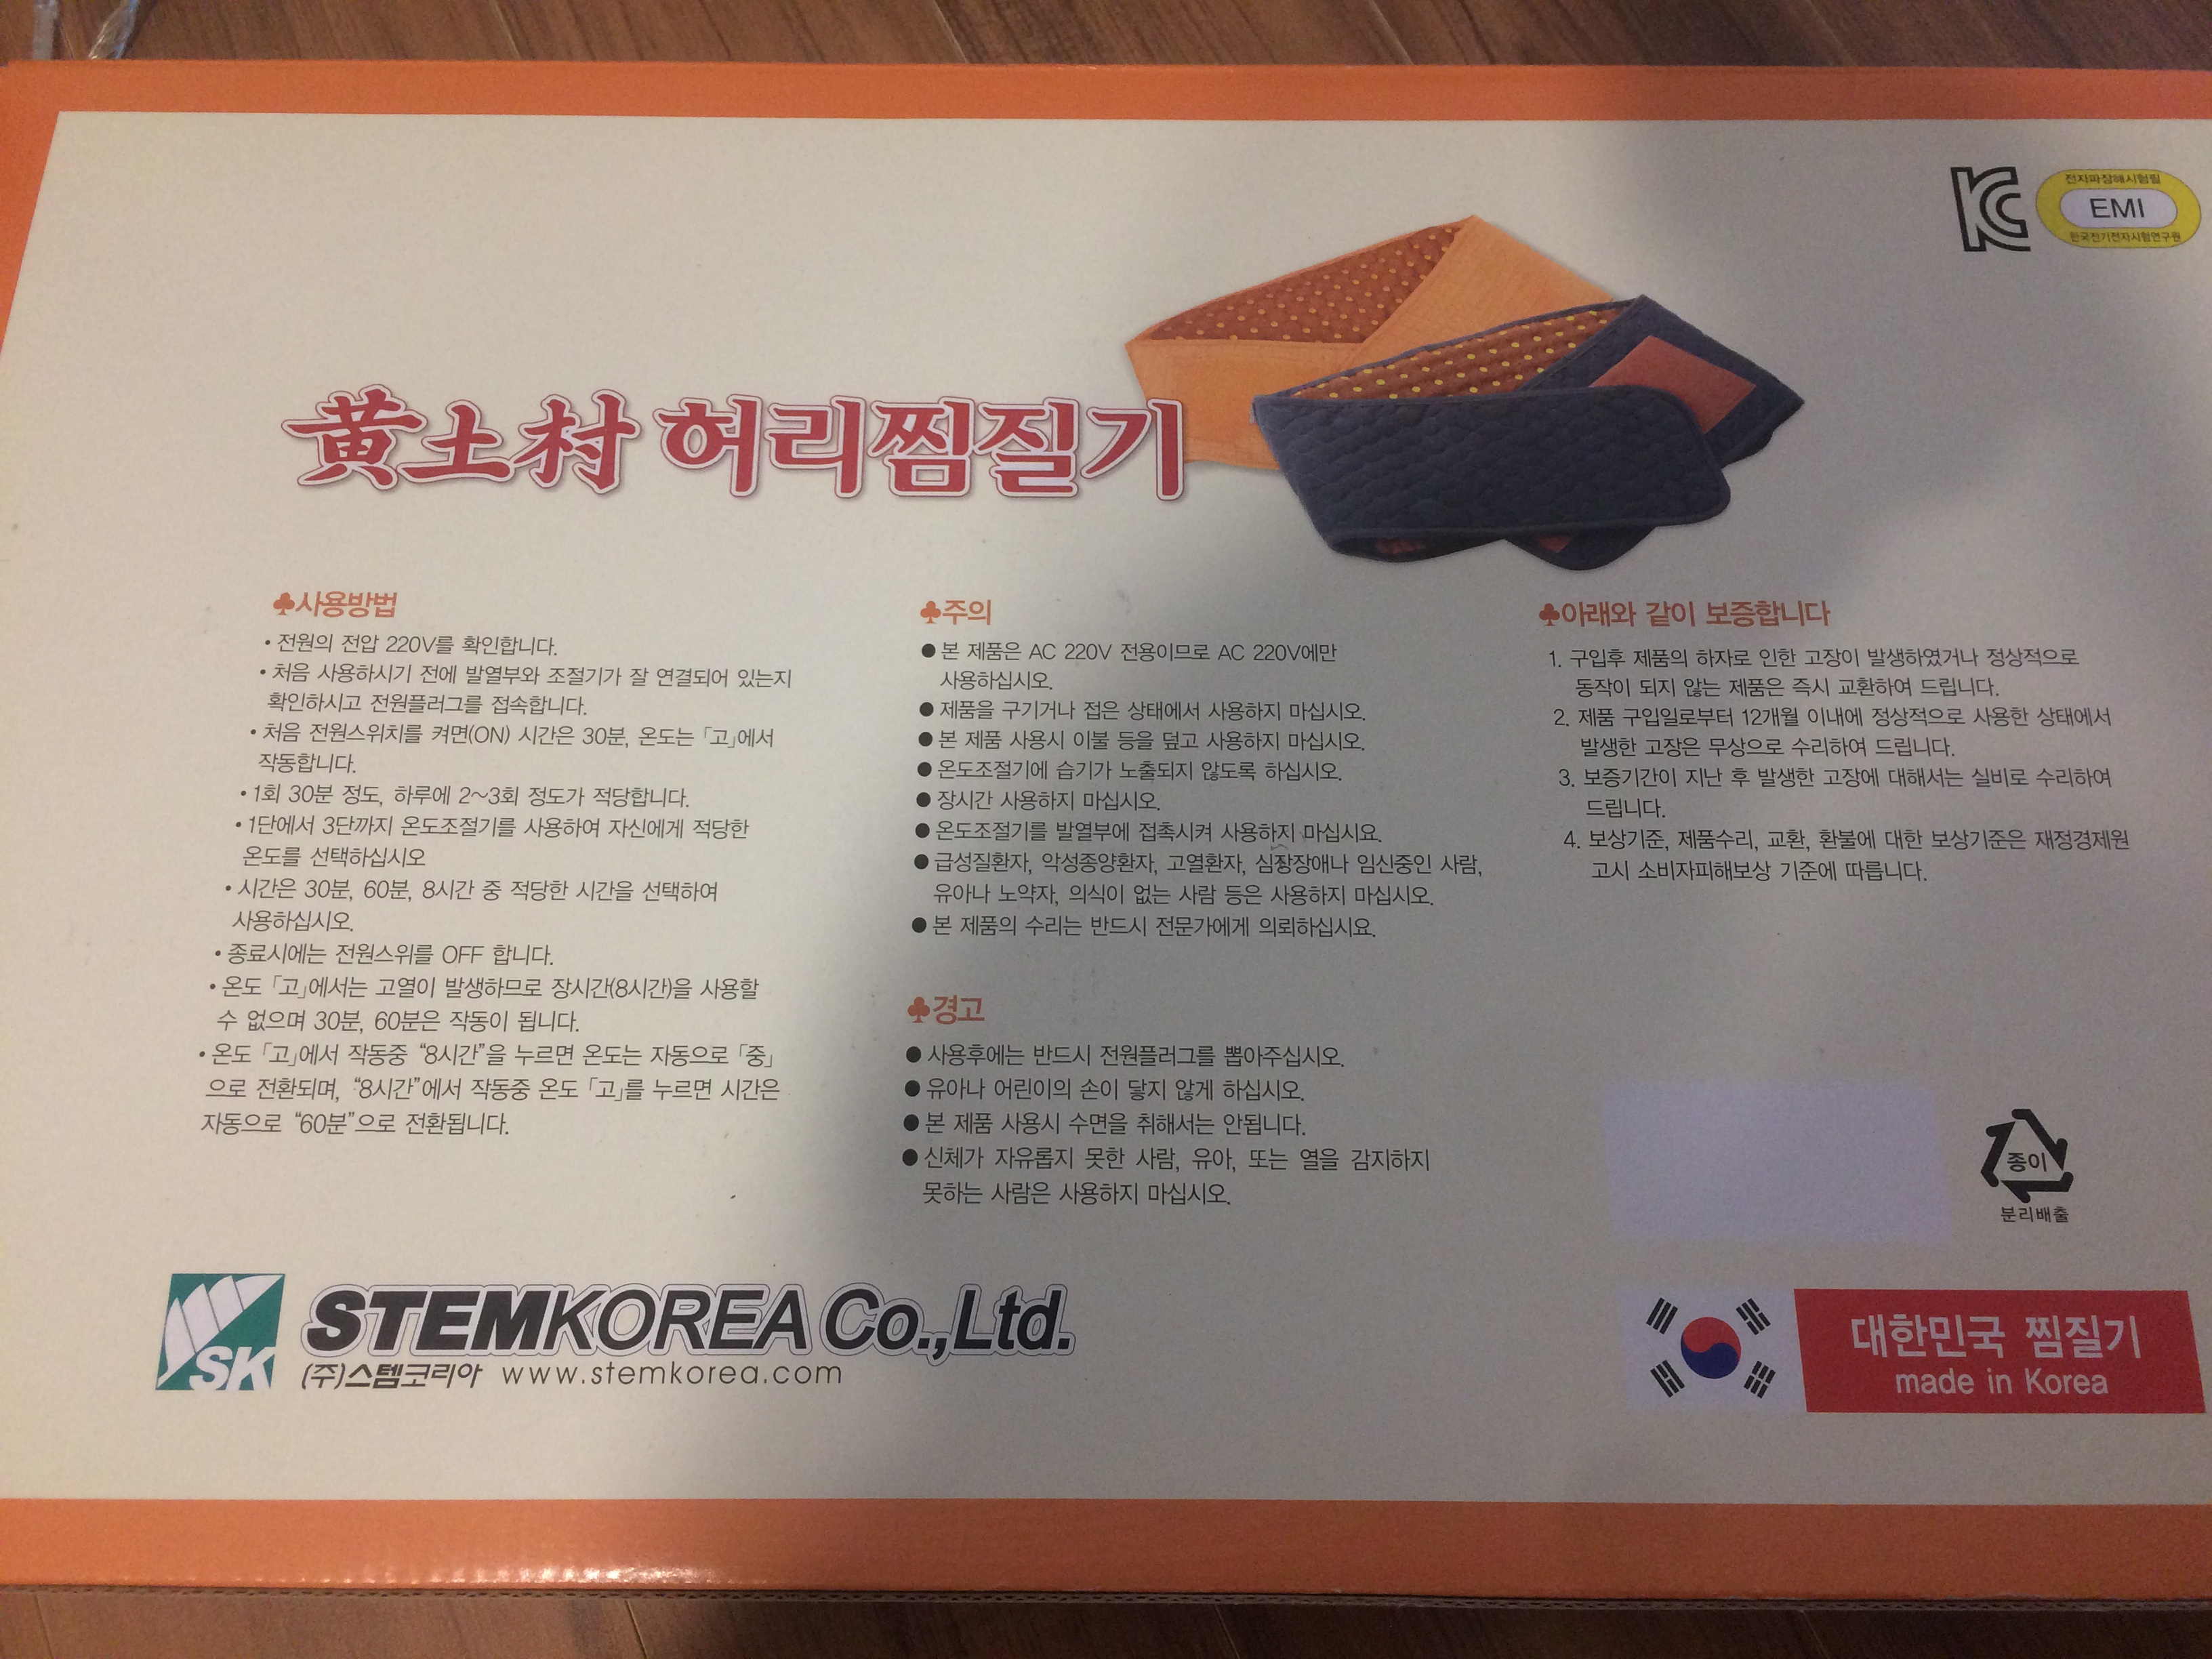 KC
전자파장해시험필
EMI
한국전기전자시험연구원
黃土村 허리찜질기
♣사용방법
• 전원의 전압 220V를 확인합니다.
• 처음 사용하시기 전에 발열부와 조절기가 잘 연결되어 있는지
확인하시고 전원플러그를 접속합니다.
• 처음 전원스위치를 켜면(ON) 시간은 30분, 온도는 「고」에서
작동합니다.
• 1회 30분 정도, 하루에 2~3회 정도가 적당합니다.
• 1단에서 3단까지 온도조절기를 사용하여 자신에게 적당한
온도를 선택하십시오
• 시간은 30분, 60분, 8시간 중 적당한 시간을 선택하여
사용하십시오.
• 종료시에는 전원스위를 OFF 합니다.
• 온도 「고」에서는 고열이 발생하므로 장시간(8시간)을 사용할
수 없으며 30분, 60분은 작동이 됩니다.
• 온도 「고」에서 작동중 “8시간”을 누르면 온도는 자동으로 「중」
으로 전환되며, “8시간”에서 작동중 온도 「고」를 누르면 시간은
자동으로 “60분”으로 전환됩니다.
♣주의
● 본 제품은 AC 220V 전용이므로 AC 220V에만
사용하십시오.
● 제품을 구기거나 접은 상태에서 사용하지 마십시오.
● 본 제품 사용시 이불 등을 덮고 사용하지 마십시오.
● 온도조절기에 습기가 노출되지 않도록 하십시오.
● 장시간 사용하지 마십시오.
● 온도조절기를 발열부에 접촉시켜 사용하지 마십시요.
● 급성질환자, 악성종양환자, 고열환자, 심장장애나 임신중인 사람,
유아나 노약자, 의식이 없는 사람 등은 사용하지 마십시오.
● 본 제품의 수리는 반드시 전문가에게 의뢰하십시요.
♣경고
● 사용후에는 반드시 전원플러그를 뽑아주십시오.
● 유아나 어린이의 손이 닿지 않게 하십시오.
● 본 제품 사용시 수면을 취해서는 안됩니다.
● 신체가 자유롭지 못한 사람, 유아, 또는 열을 감지하지
못하는 사람은 사용하지 마십시오.
♣아래와 같이 보증합니다
1. 구입후 제품의 하자로 인한 고장이 발생하였거나 정상적으로
동작이 되지 않는 제품은 즉시 교환하여 드립니다.
2. 제품 구입일로부터 12개월 이내에 정상적으로 사용한 상태에서
발생한 고장은 무상으로 수리하여 드립니다.
3. 보증기간이 지난 후 발생한 고장에 대해서는 실비로 수리하여
드립니다.
4. 보상기준, 제품수리, 교환, 환불에 대한 보상기준은 재정경제원
고시 소비자피해보상 기준에 따릅니다.
종이
분리배출
SK
STEMKOREA Co.,Ltd.
(주)스템코리아 www.stemkorea.com
대한민국 찜질기
made in Korea